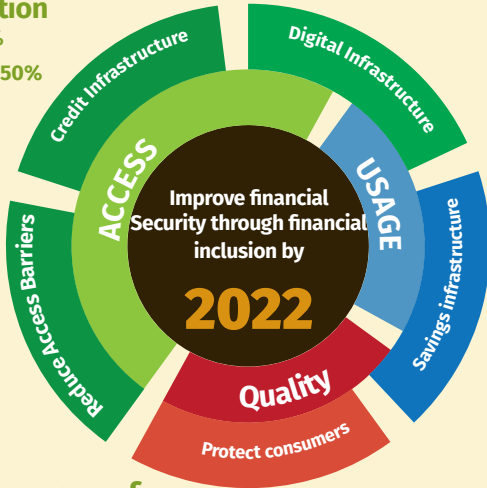 tion
%
50%
Credit Infrastructure
Digital Infrastructure
ACCESS
USAGE
Improve financial
Security through financial
inclusion by
2022
Reduce Access Barriers
Savings infrastructure
Quality
Protect consumers